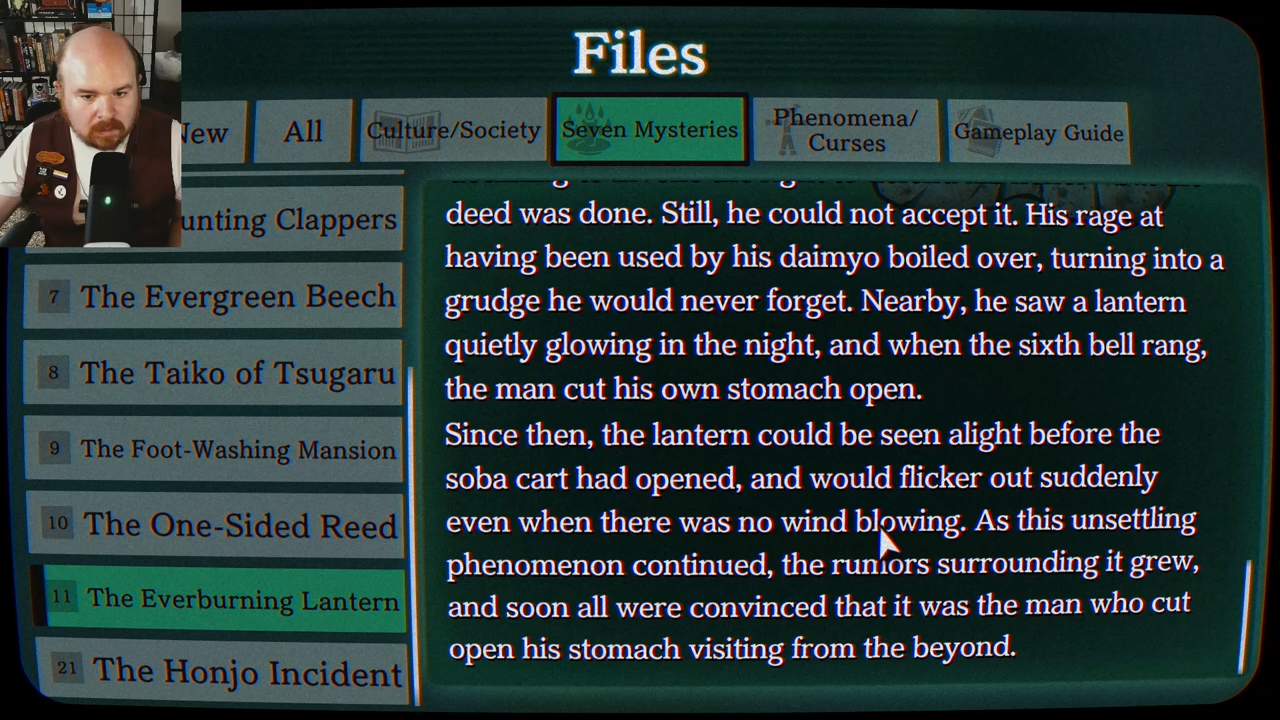 Files
New
All
Culture/Society
Seven Mysteries
Phenomena/
Curses
Gameplay Guide
unting Clappers
7 The Evergreen Beech
8 The Taiko of Tsugaru
9 The Foot-Washing Mansion
10 The One-Sided Reed
11 The Everburning Lantern
21 The Honjo Incident
deed was done. Still, he could not accept it. His rage at
having been used by his daimyo boiled over, turning into a
grudge he would never forget. Nearby, he saw a lantern
quietly glowing in the night, and when the sixth bell rang,
the man cut his own stomach open.
Since then, the lantern could be seen alight before the
soba cart had opened, and would flicker out suddenly
even when there was no wind blowing. As this unsettling
phenomenon continued, the rumors surrounding it grew,
and soon all were convinced that it was the man who cut
open his stomach visiting from the beyond.